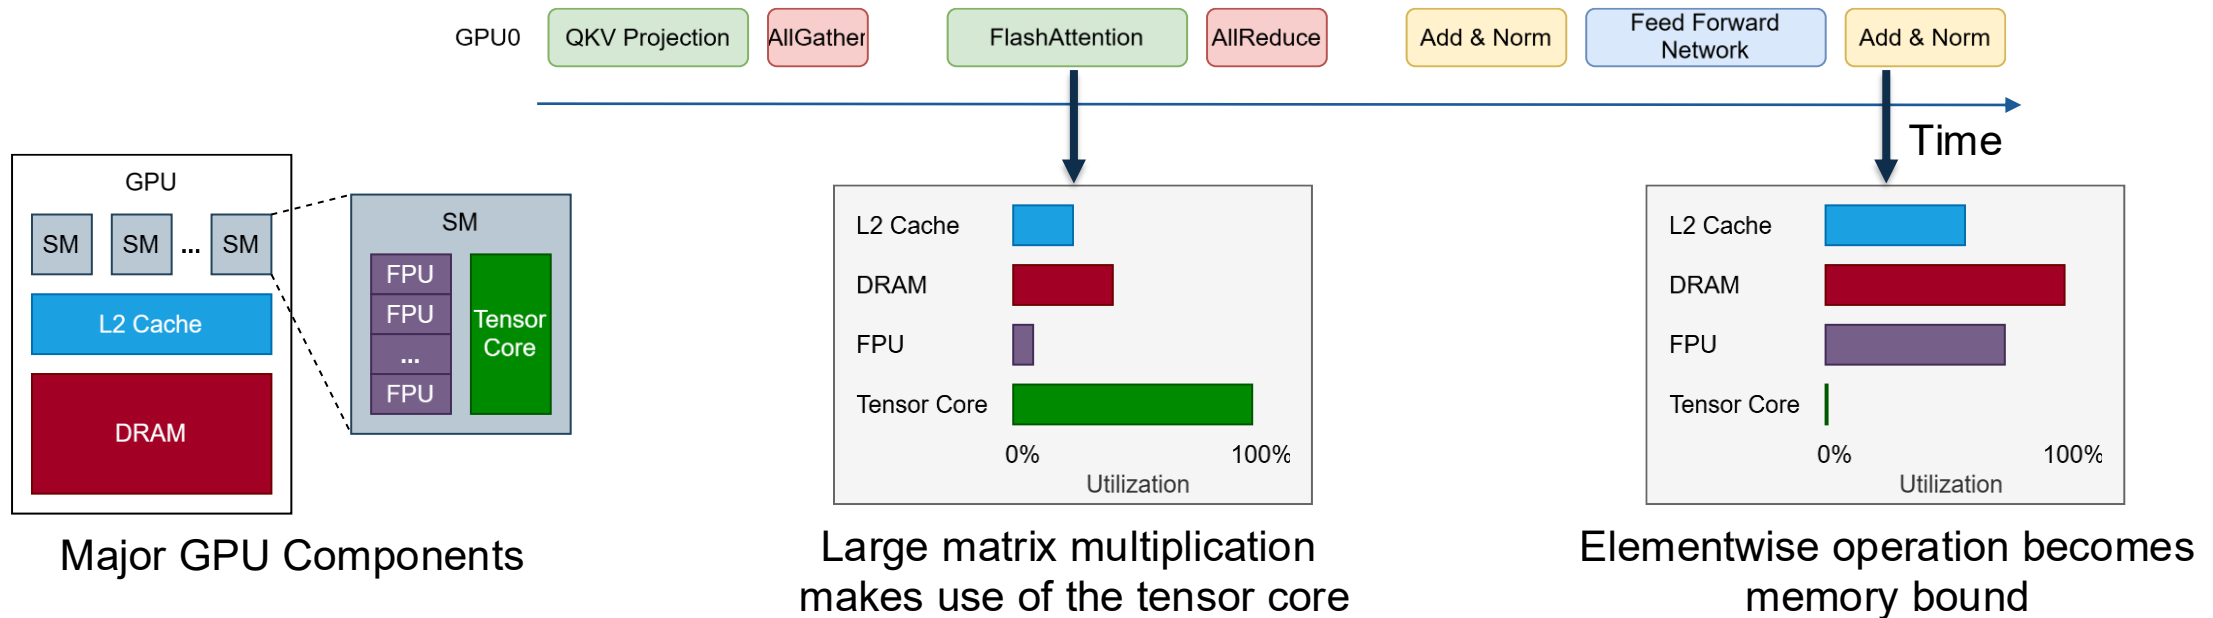 GPU0
QKV Projection
AllGather
FlashAttention
AllReduce
Add & Norm
Feed Forward
Network
Add & Norm
Time
GPU
SM
SM
...
SM
L2 Cache
DRAM
SM
FPU
FPU
...
FPU
Tensor
Core
Major GPU Components
L2 Cache
DRAM
FPU
Tensor Core
0%
100%
Utilization
Large matrix multiplication
makes use of the tensor core
L2 Cache
DRAM
FPU
Tensor Core
0%
100%
Utilization
Elementwise operation becomes
memory bound